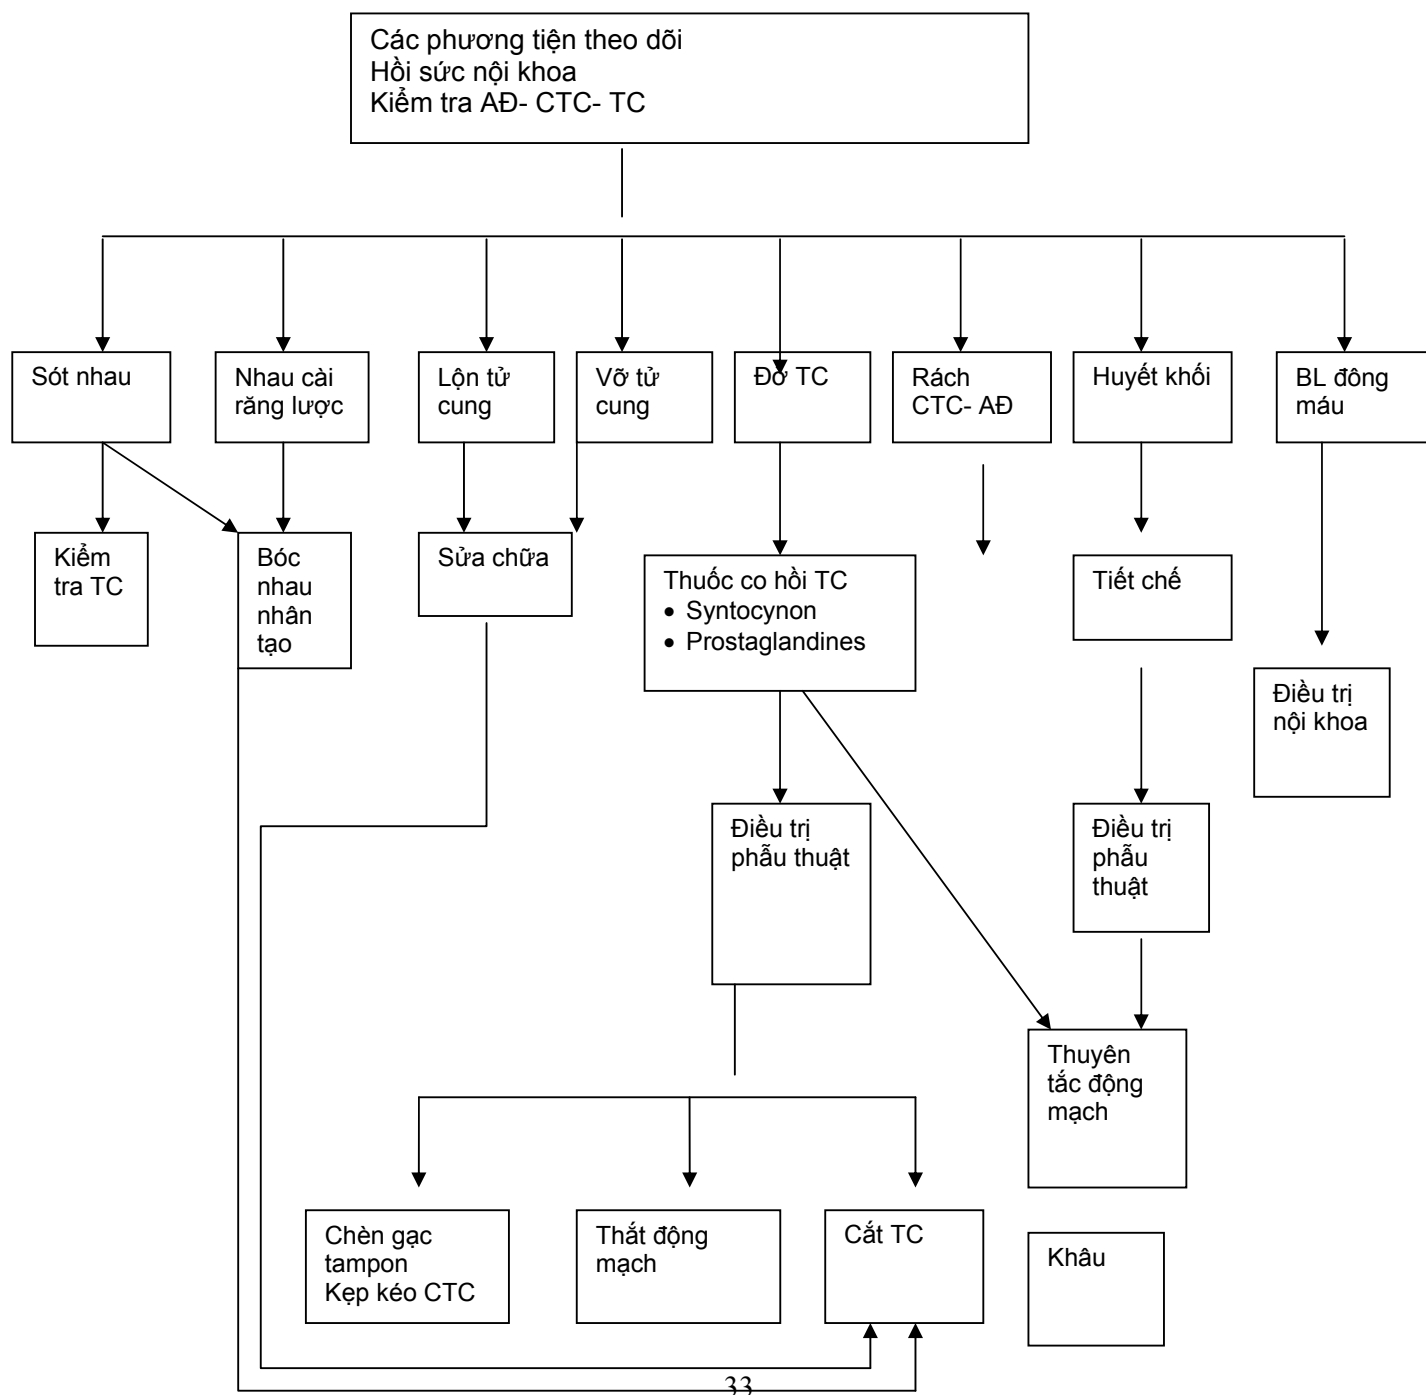 Các phương tiện theo dõi
Hồi sức nội khoa
Kiểm tra AĐ- CTC- TC
Sót nhau
Nhau cài
răng lược
Lộn tử
cung
Vỡ tử
cung
Đờ TC
Rách
CTC- AĐ
Huyết khối
BL đông
máu
Kiểm
tra TC
Bóc
nhau
nhân
tạo
Sửa chữa
Thuốc co hồi TC
• Syntocynon
• Prostaglandines
Tiết chế
Điều trị
nội khoa
Điều trị
phẫu thuật
Điều trị
phẫu
thuật
Thuyên
tắc động
mạch
Chèn gạc
tampon
Kẹp kéo CTC
Thắt động
mạch
Cắt TC
Khâu
33